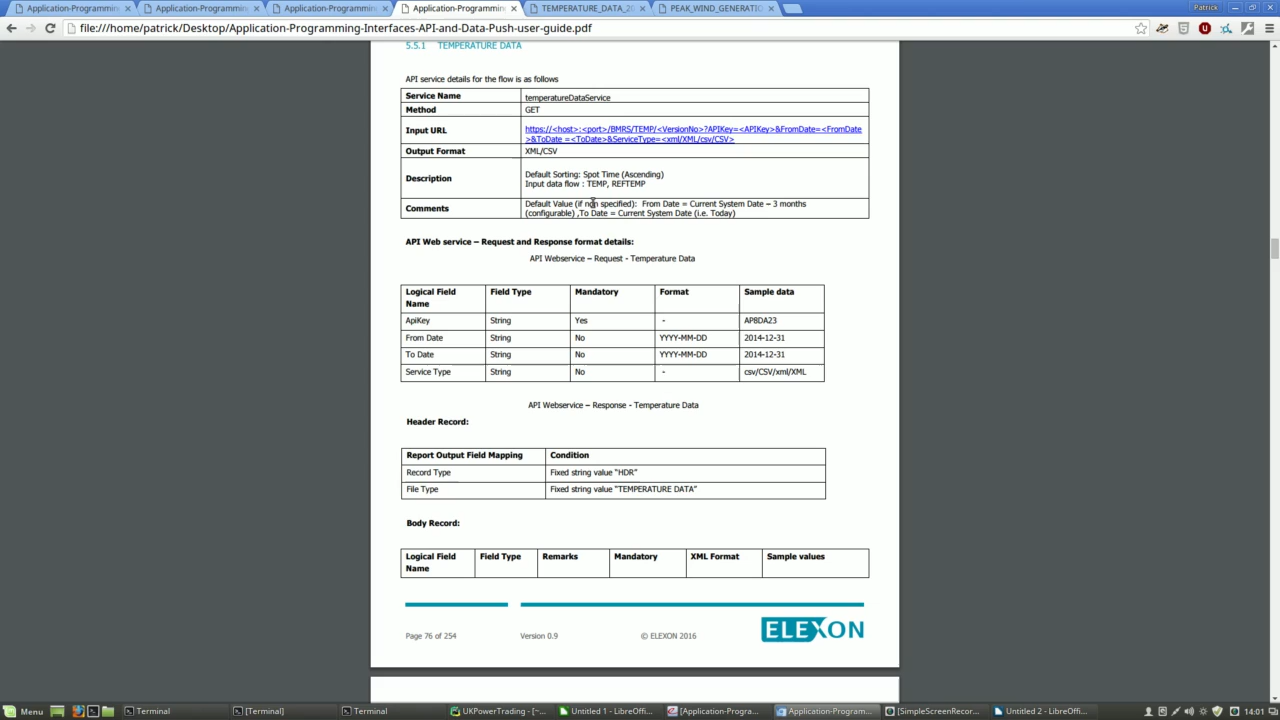 Application-Programming
Application-Programming
Application-Programming
Application-Programming
TEMPERATURE_DATA_20
PEAK_WIND_GENERATIO
Patrick
file:///home/patrick/Desktop/Application-Programming-Interfaces-API-and-Data-Push-user-guide.pdf
5.5.1 TEMPERATURE DATA
API service details for the flow is as follows
Service Name temperatureDataService
Method GET
Input URL https://<host>:<port>/BMRS/TEMP/<VersionNo>?APIKey=<APIKey>&FromDate=<FromDate
>&ToDate =<ToDate>&ServiceType=<xml/XML/csv/CSV>
Output Format XML/CSV
Description Default Sorting: Spot Time (Ascending)
Input data flow : TEMP, REFTEMP
Comments Default Value (if non specified): From Date = Current System Date – 3 months
(configurable) ,To Date = Current System Date (i.e. Today)
API Web service – Request and Response format details:
API Webservice – Request - Temperature Data
Logical Field Name Field Type Mandatory Format Sample data
ApiKey String Yes - AP8DA23
From Date String No YYYY-MM-DD 2014-12-31
To Date String No YYYY-MM-DD 2014-12-31
Service Type String No - csv/CSV/xml/XML
API Webservice – Response - Temperature Data
Header Record:
Report Output Field Mapping Condition
Record Type Fixed string value "HDR"
File Type Fixed string value "TEMPERATURE DATA"
Body Record:
Logical Field Name Field Type Remarks Mandatory XML Format Sample values
Page 76 of 254 Version 0.9 © ELEXON 2016 ELEXON
Menu Terminal [Terminal] Terminal UKPowerTrading - [~... Untitled 1 - LibreOffi... [Application-Progra... Application-Program... [SimpleScreenRecor... Untitled 2 - LibreOffi... 14:01